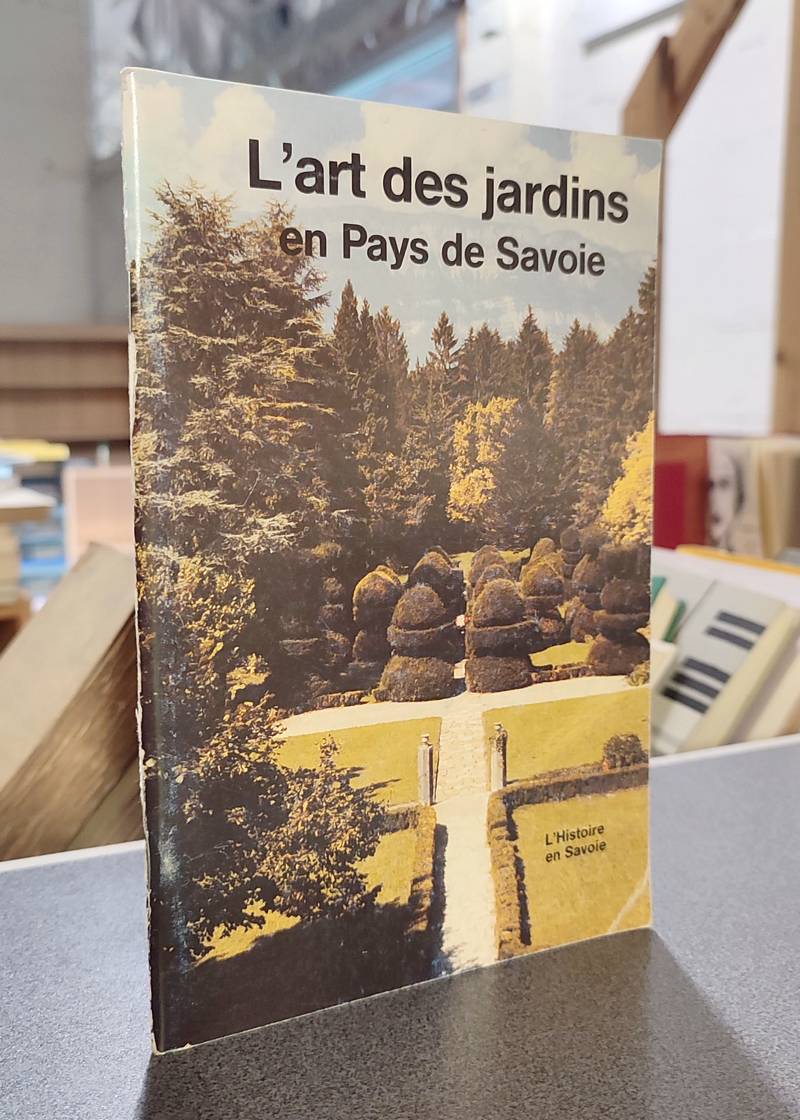 L'art des jardins
en Pays de Savoie
L'Histoire
en Savoie